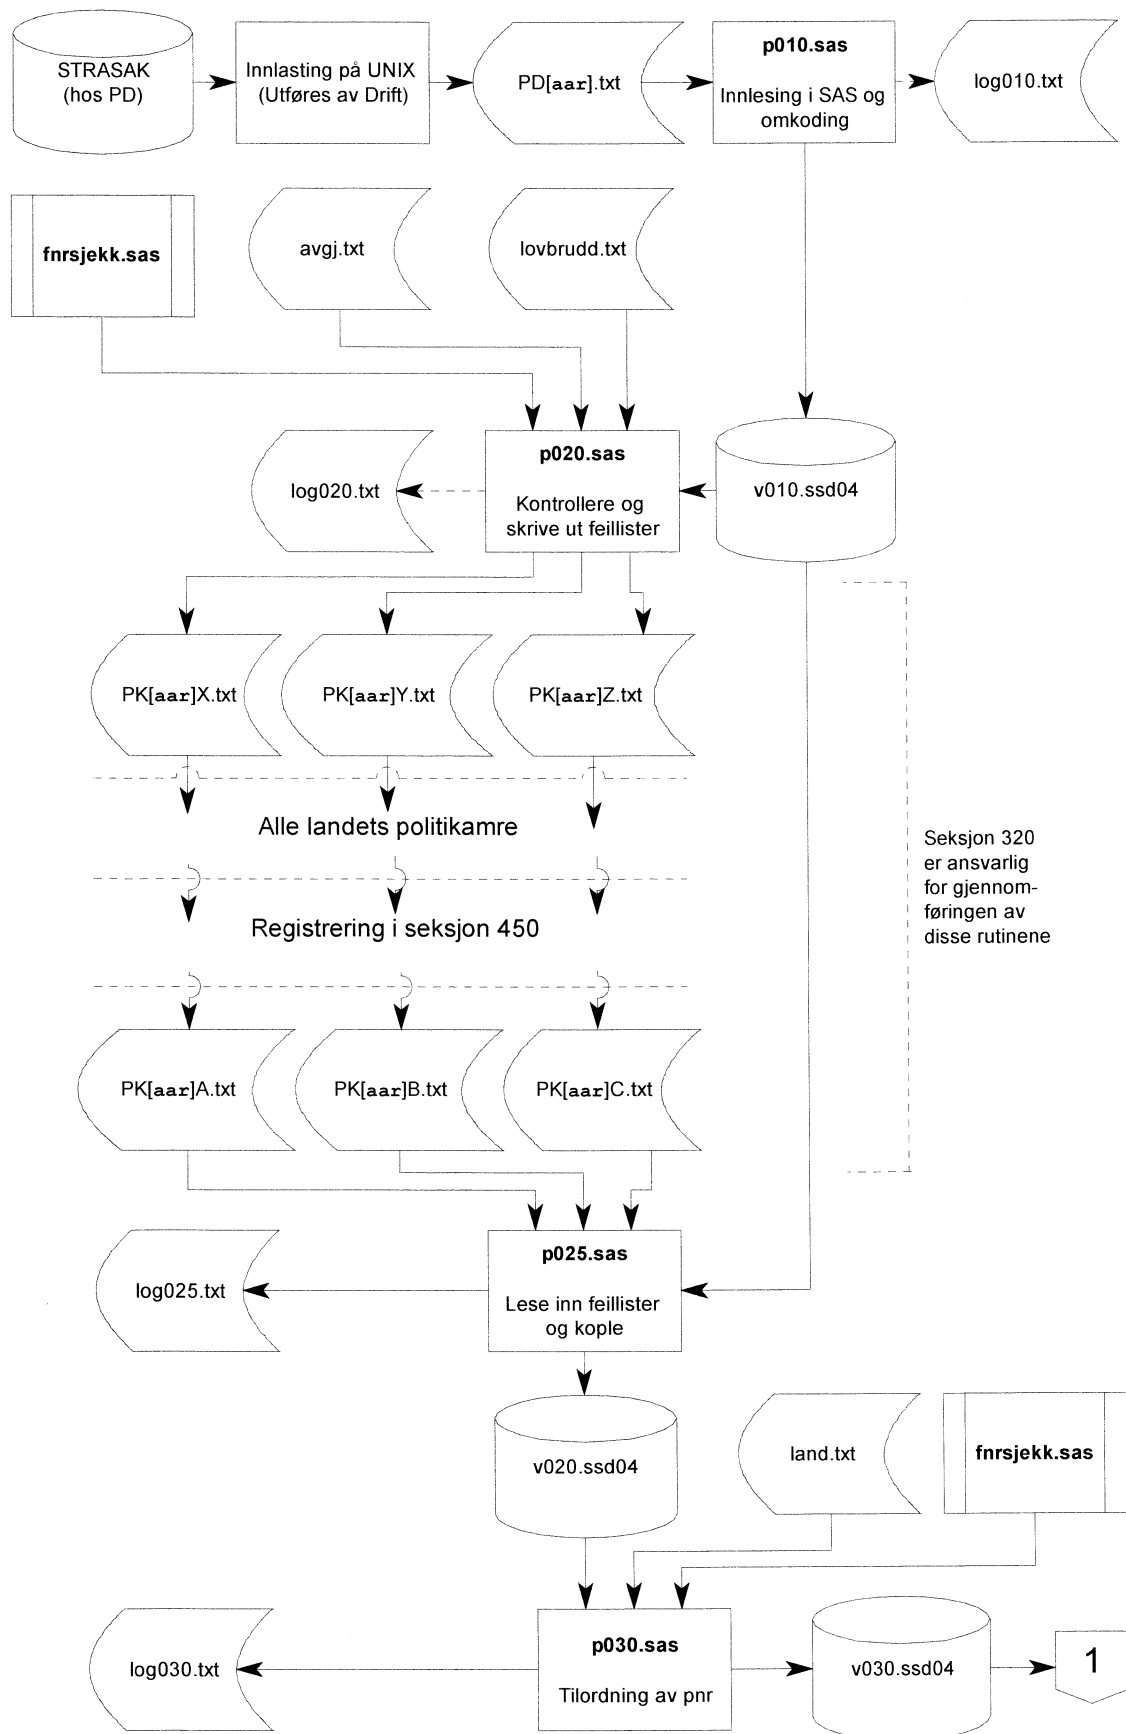 STRASAK
(hos PD)
Innlasting på UNIX
(Utføres av Drift)
PD[aar].txt
p010.sas
Innlesing i SAS og
omkoding
log010.txt
fnrsjekk.sas
avgj.txt
lovbrudd.txt
p020.sas
Kontrollere og
skrive ut feillister
log020.txt
v010.ssd04
PK[aar]X.txt
PK[aar]Y.txt
PK[aar]Z.txt
Alle landets politikamre
Seksjon 320
er ansvarlig
for gjennom-
føringen av
disse rutinene
Registrering i seksjon 450
PK[aar]A.txt
PK[aar]B.txt
PK[aar]C.txt
p025.sas
Lese inn feillister
og kople
log025.txt
v020.ssd04
land.txt
fnrsjekk.sas
p030.sas
Tilordning av pnr
log030.txt
v030.ssd04
1